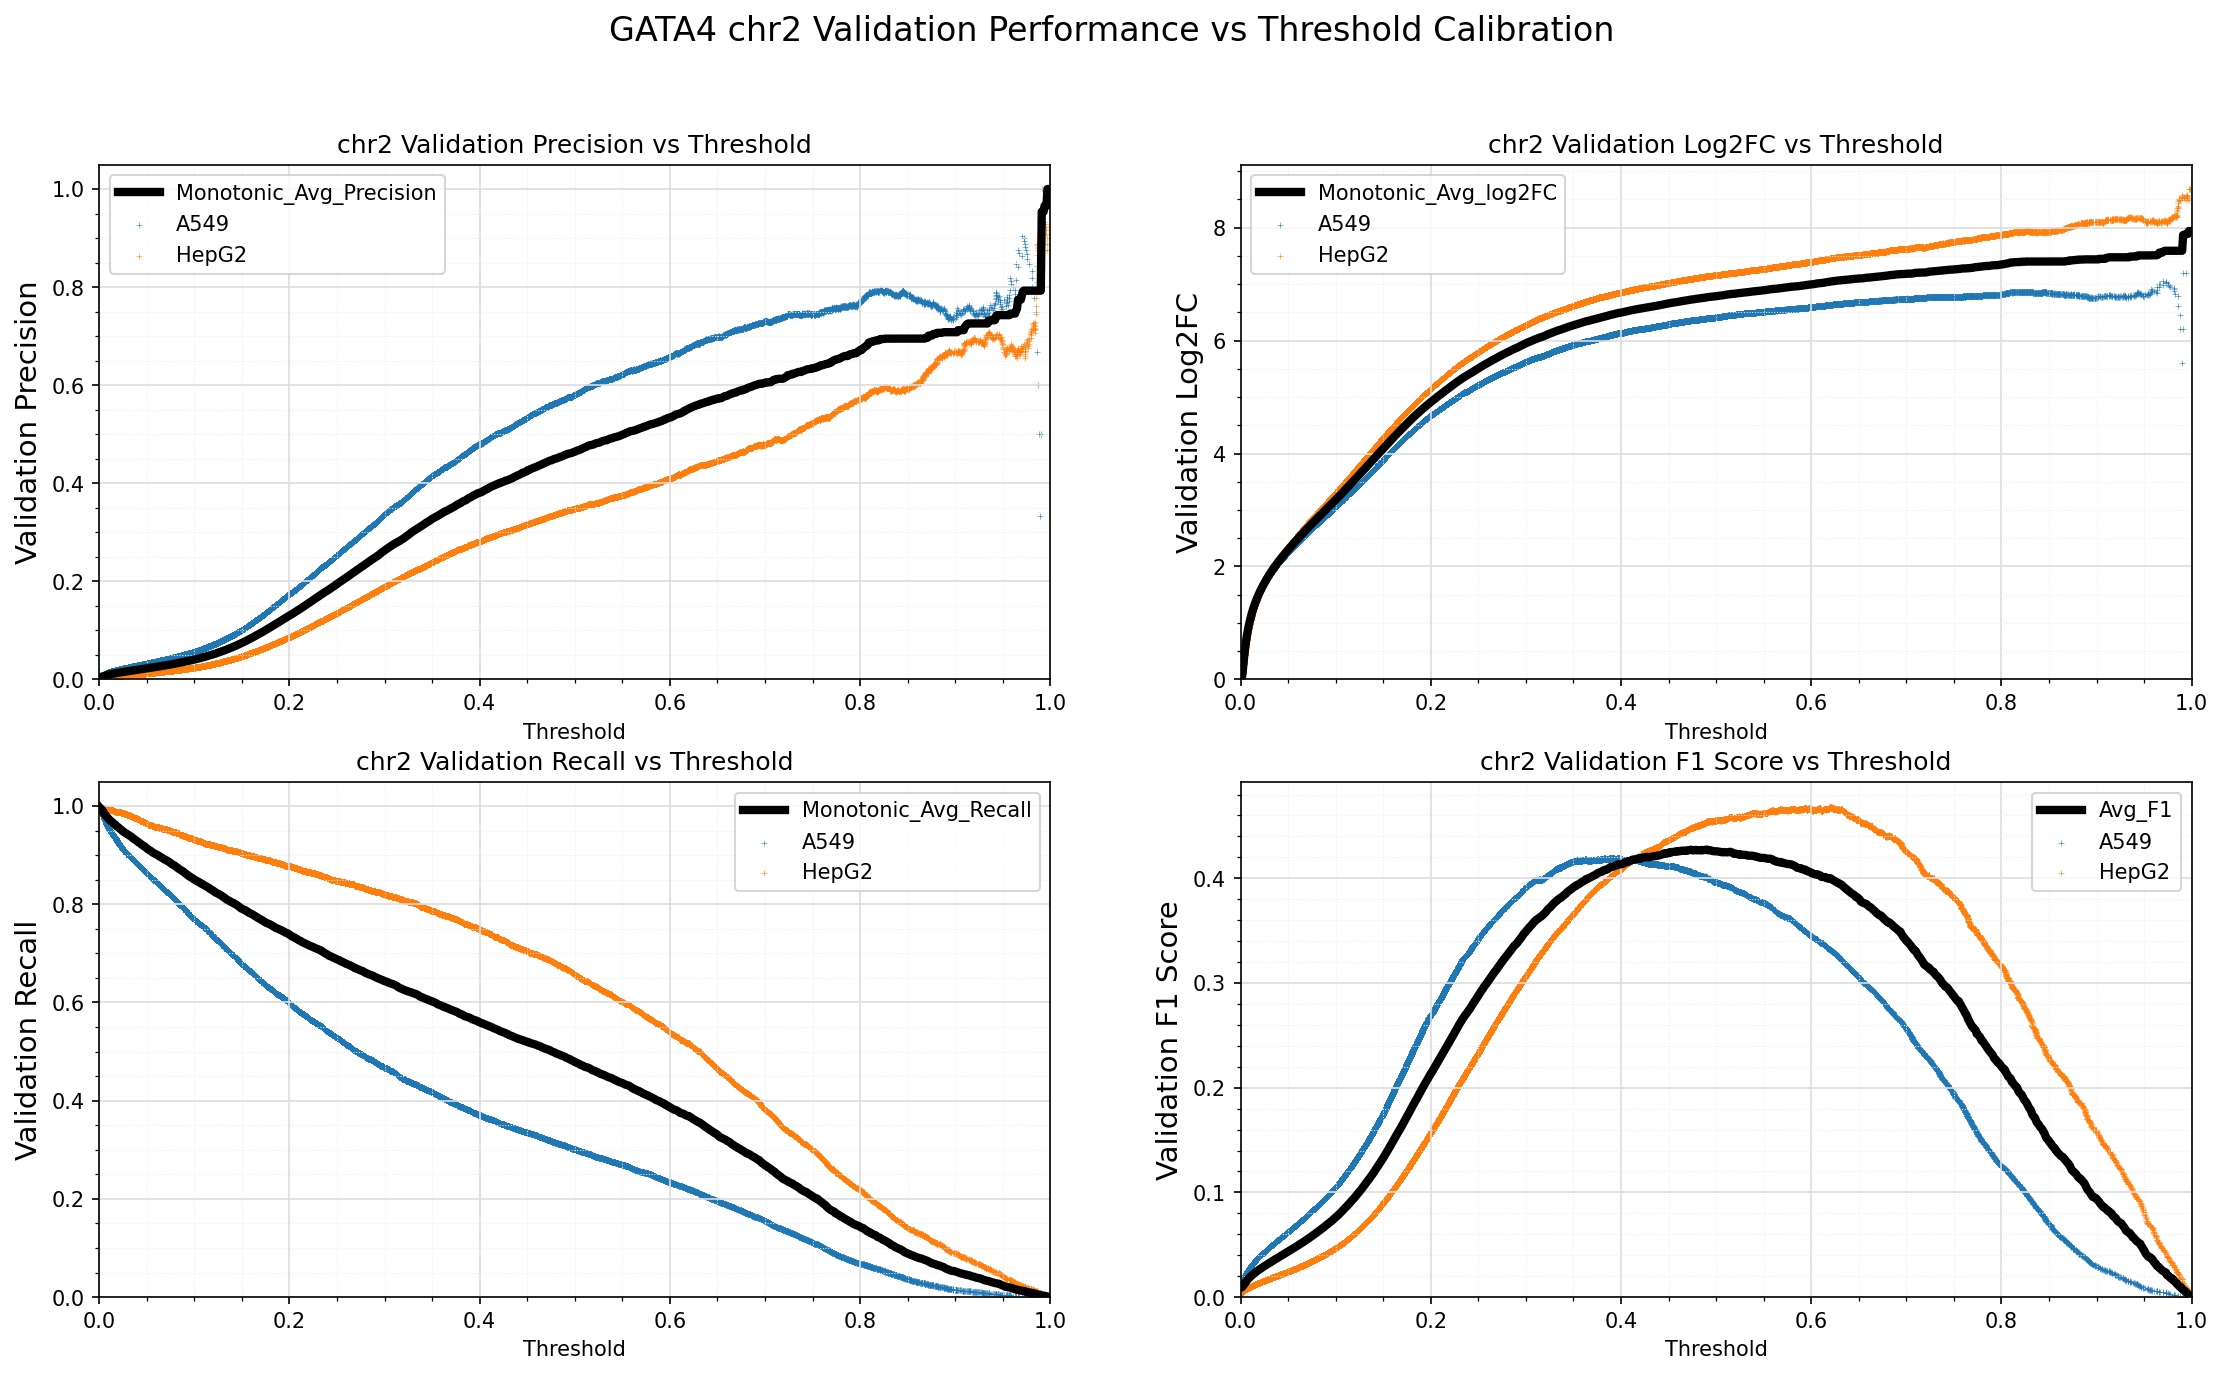 GATA4 chr2 Validation Performance vs Threshold Calibration
chr2 Validation Precision vs Threshold
Monotonic_Avg_Precision
A549
HepG2
Validation Precision
1.0
0.8
0.6
0.4
0.2
0.0
0.0 0.2 0.4 0.6 0.8 1.0
Threshold
chr2 Validation Log2FC vs Threshold
Monotonic_Avg_log2FC
A549
HepG2
Validation Log2FC
8
6
4
2
0
0.0 0.2 0.4 0.6 0.8 1.0
Threshold
chr2 Validation Recall vs Threshold
Monotonic_Avg_Recall
A549
HepG2
Validation Recall
1.0
0.8
0.6
0.4
0.2
0.0
0.0 0.2 0.4 0.6 0.8 1.0
Threshold
chr2 Validation F1 Score vs Threshold
Avg_F1
A549
HepG2
Validation F1 Score
0.4
0.3
0.2
0.1
0.0
0.0 0.2 0.4 0.6 0.8 1.0
Threshold